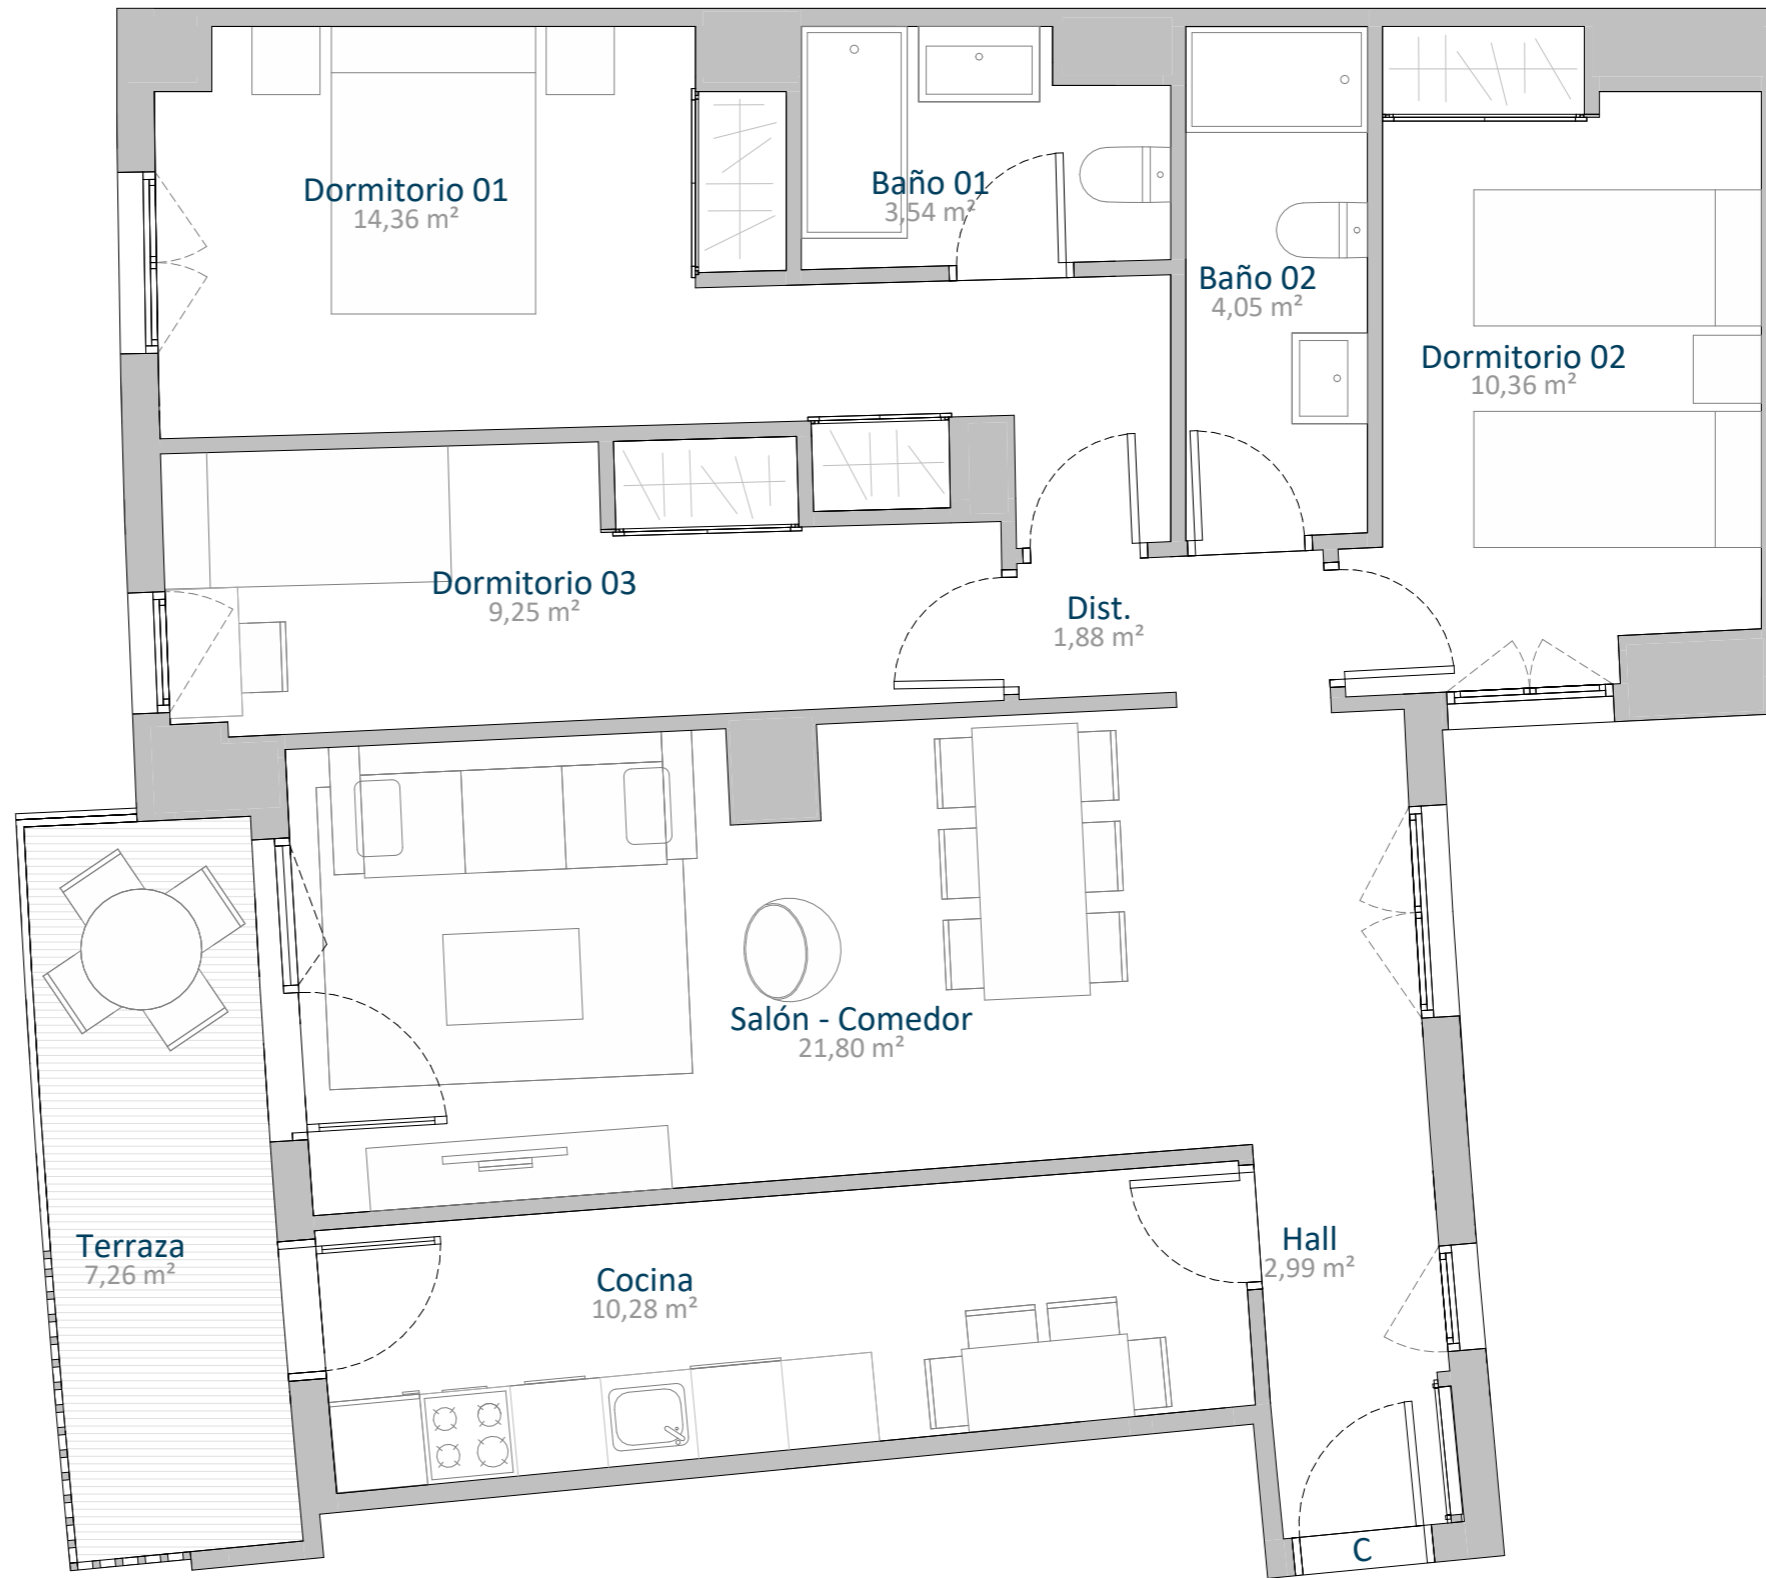 Dormitorio 01
14,36 m²
Baño 01
3,54 m²
Baño 02
4,05 m²
Dormitorio 02
10,36 m²
Dormitorio 03
9,25 m²
Dist.
1,88 m²
Salón - Comedor
21,80 m²
Terraza
7,26 m²
Cocina
10,28 m²
Hall
2,99 m²
C